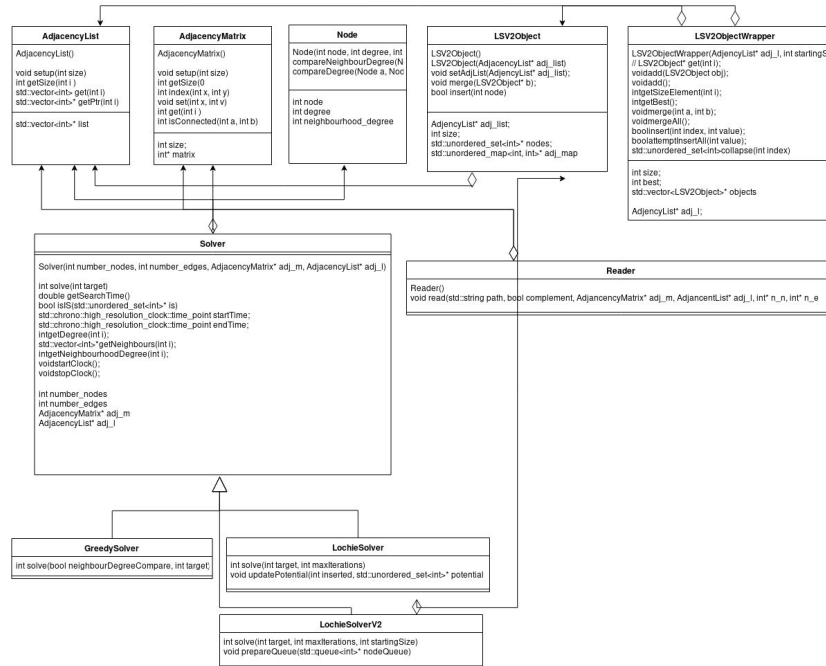 AdjacencyList
AdjacencyList()
void setup(int size)
int getSize(int i )
std::vector<int> get(int i)
std::vector<int>* getPtr(int i)
std::vector<int>* list
AdjacencyMatrix
AdjacencyMatrix()
void setup(int size)
int getSize(0
int index(int x, int y)
void set(int x, int v)
int get(int i )
int isConnected(int a, int b)
int size;
int* matrix
Node
Node(int node, int degree, int
compareNeighbourDegree(N
compareDegree(Node a, Noc
int node
int degree
int neighbourhood_degree
LSV2Object
LSV2Object()
LSV2Object(AdjacencyList* adj_list)
void setAdjList(AdjencyList* adj_list);
void merge(LSV2Object* b);
bool insert(int node)
AdjencyList* adj_list;
int size;
std::unordered_set<int>* nodes;
std::unordered_map<int, int>* adj_map
LSV2ObjectWrapper
LSV2ObjectWrapper(AdjencyList* adj_l, int startingS
// LSV2Object* get(int i);
voidadd(LSV2Object obj);
voidadd();
intgetSizeElement(int i);
intgetBest();
voidmerge(int a, int b);
voidmergeAll();
boolinsert(int index, int value);
boolattemptInsertAll(int value);
std::unordered_set<int>collapse(int index)
int size;
int best;
std::vector<LSV2Object>* objects
AdjencyList* adj_l;
Solver
Solver(int number_nodes, int number_edges, AdjacencyMatrix* adj_m, AdjacencyList* adj_l)
int solve(int target)
double getSearchTime()
bool isIS(std::unordered_set<int>* is)
std::chrono::high_resolution_clock::time_point startTime;
std::chrono::high_resolution_clock::time_point endTime;
intgetDegree(int i);
std::vector<int>*getNeighbours(int i);
intgetNeighbourhoodDegree(int i);
voidstartClock();
voidstopClock();
int number_nodes
int number_edges
AdjacencyMatrix* adj_m
AdjacencyList* adj_l
Reader
Reader()
void read(std::string path, bool complement, AdjancencyMatrix* adj_m, AdjacentList* adj_l, int* n_n, int* n_e
GreedySolver
int solve(bool neighbourDegreeCompare, int target)
LochieSolver
int solve(int target, int maxIterations)
void updatePotential(int inserted, std::unordered_set<int>* potential
LochieSolverV2
int solve(int target, int maxIterations, int startingSize)
void prepareQueue(std::queue<int>* nodeQueue)